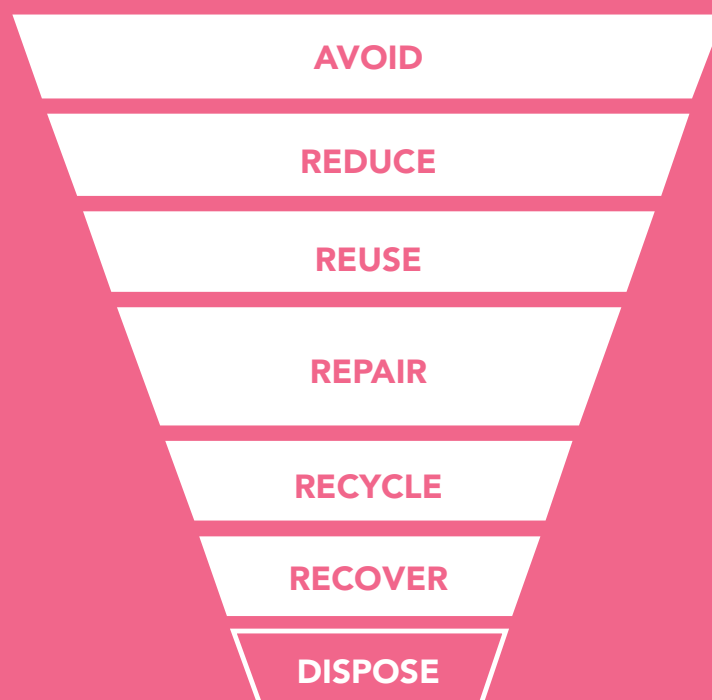 AVOID
REDUCE
REUSE
REPAIR
RECYCLE
RECOVER
DISPOSE